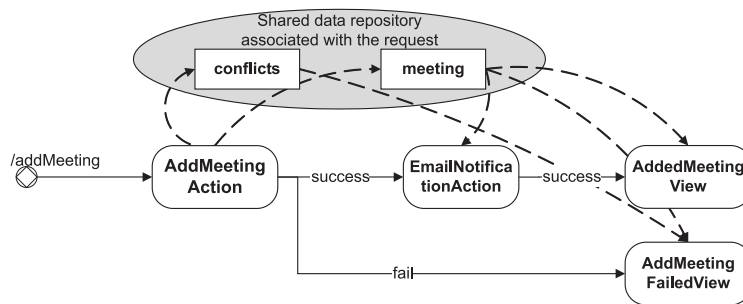 Shared data repository
associated with the request
conflicts
meeting
/addMeeting
AddMeeting
Action
success
EmailNotifica
tionAction
success
AddedMeeting
View
fail
AddMeeting
FailedView